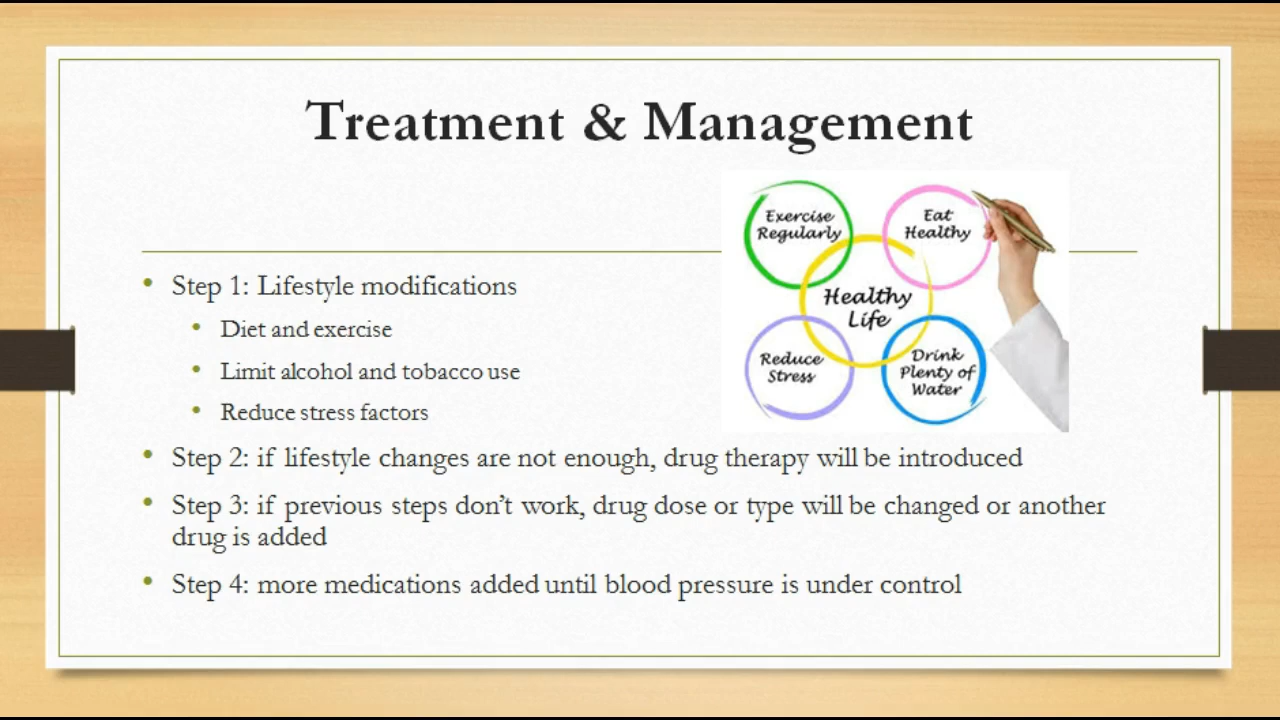 Treatment & Management
Exercise
Regularly
Eat
Healthy
Healthy
Life
Reduce
Stress
Drink
Plenty of
Water
• Step 1: Lifestyle modifications
• Diet and exercise
• Limit alcohol and tobacco use
• Reduce stress factors
• Step 2: if lifestyle changes are not enough, drug therapy will be introduced
• Step 3: if previous steps don’t work, drug dose or type will be changed or another
drug is added
• Step 4: more medications added until blood pressure is under control